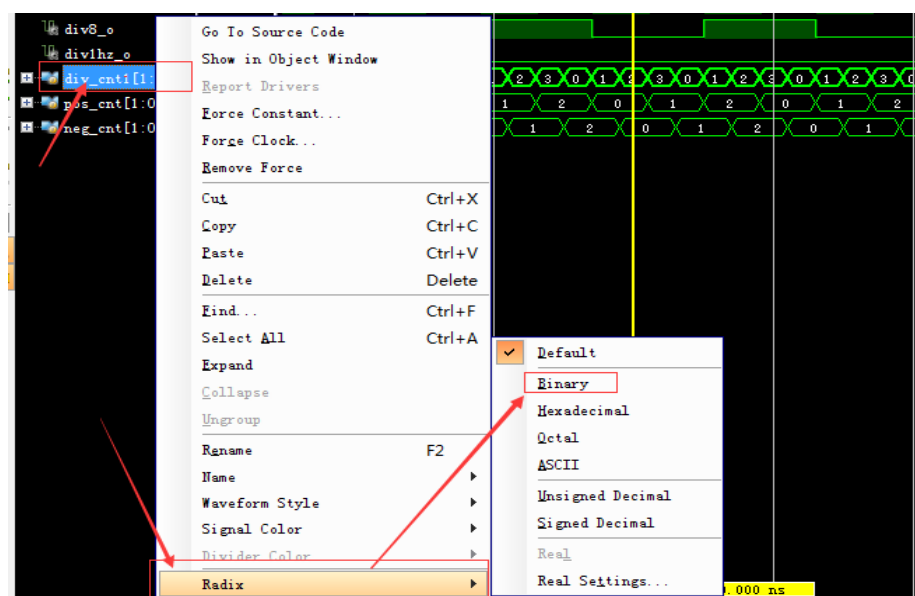 div8_o
div1hz_o
div_cnt1[1:
pos_cnt[1:0
neg_cnt[1:0
Go To Source Code
Show in Object Window
Report Drivers
Force Constant...
Force Clock...
Remove Force
Cut Ctrl+X
Copy Ctrl+C
Paste Ctrl+V
Delete Delete
Find... Ctrl+F
Select All Ctrl+A
Expand
Collapse
Ungroup
Rename F2
Name
Waveform Style
Signal Color
Divider Color
Radix
2 3 0 1 2 3 0 1 2 3 0 1 2 3 0
1 2 0 1 2 0 1 2
1 2 0 1 2 0 1
Default
Binary
Hexadecimal
Octal
ASCII
Unsigned Decimal
Signed Decimal
Real
Real Settings...
.000 ns